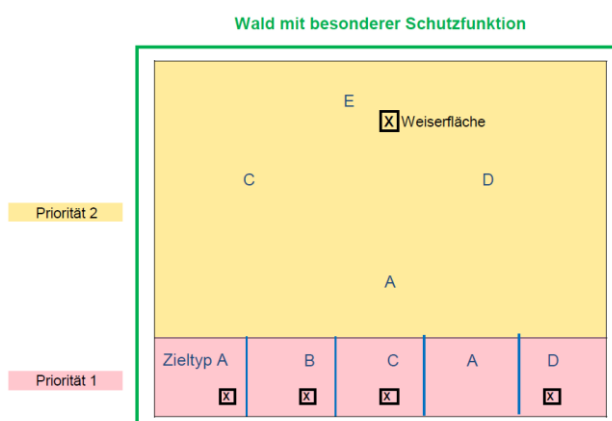 Wald mit besonderer Schutzfunktion
E
X Weiserfläche
C
D
Priorität 2
A
Zieltyp A
B
C
A
D
Priorität 1
X
X
X
X